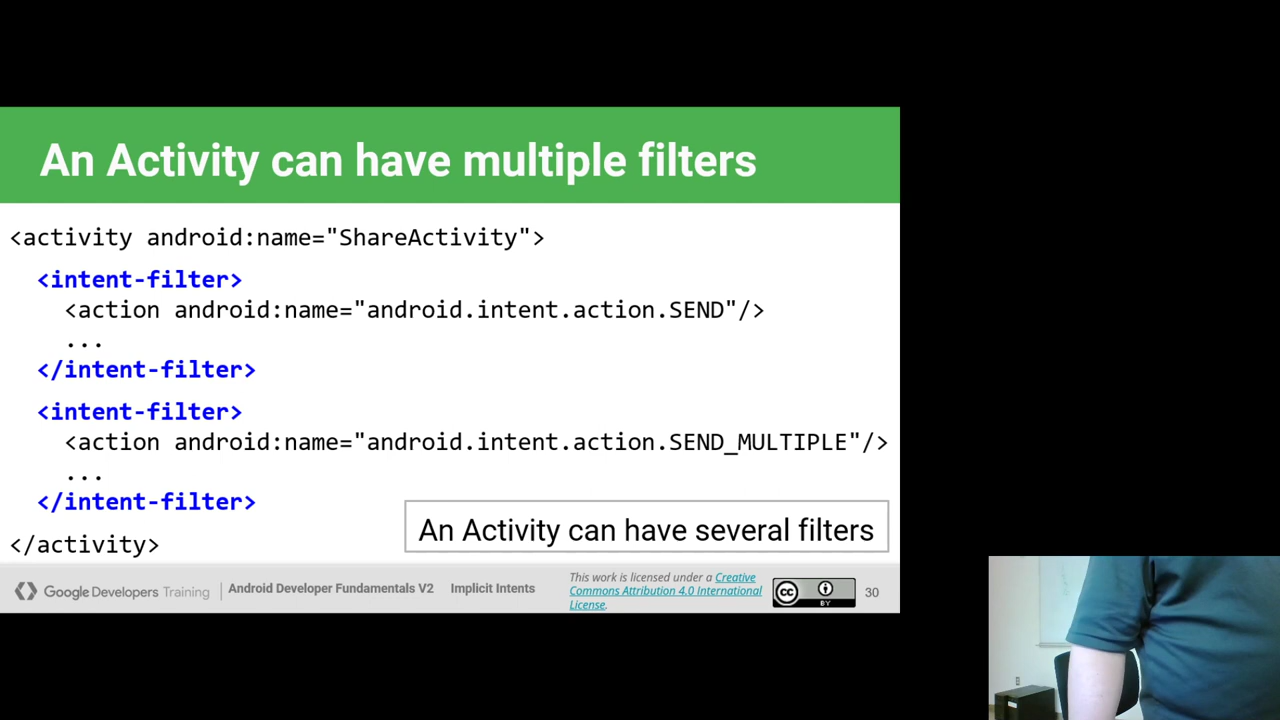 An Activity can have multiple filters
<activity android:name="ShareActivity">
<intent-filter>
<action android:name="android.intent.action.SEND"/>
...
</intent-filter>
<intent-filter>
<action android:name="android.intent.action.SEND_MULTIPLE"/>
...
</intent-filter>
An Activity can have several filters
</activity>
Google Developers Training
Android Developer Fundamentals V2
Implicit Intents
This work is licensed under a Creative
Commons Attribution 4.0 International
License.
cc
BY
30